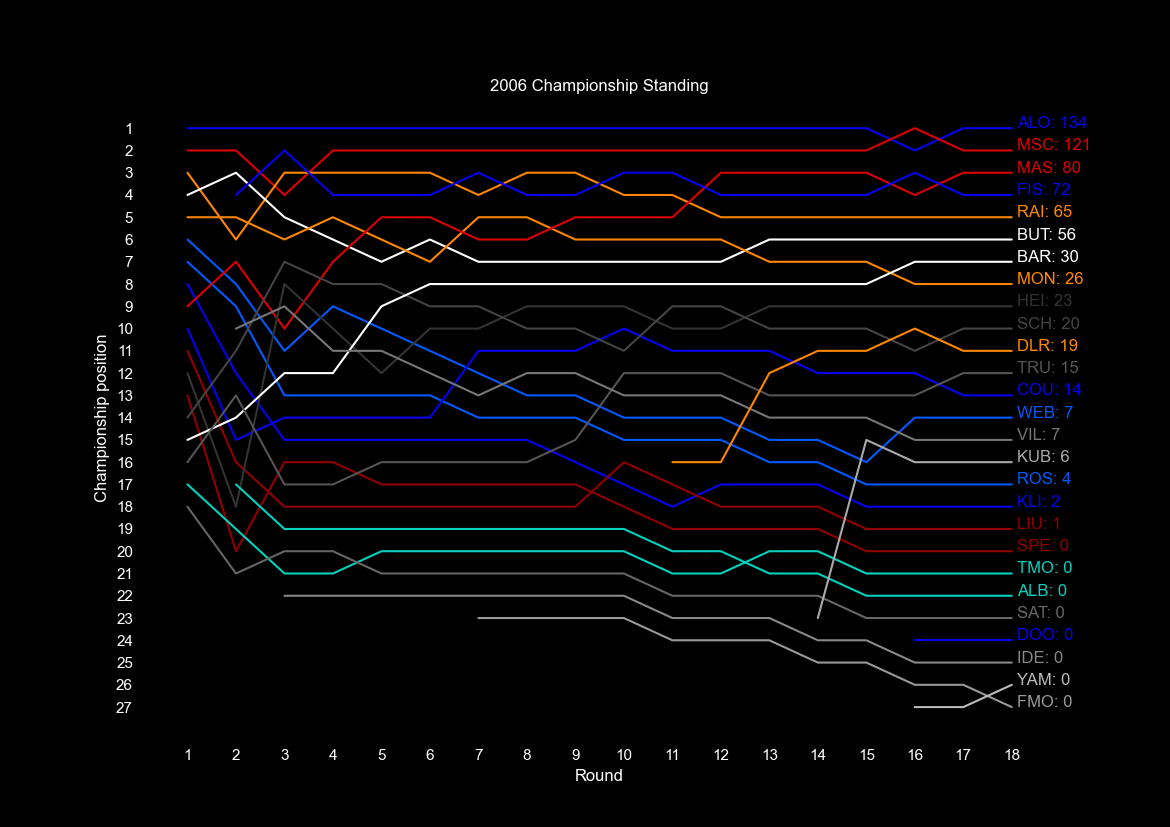 2006 Championship Standing
Championship position
1
2
3
4
5
6
7
8
9
10
11
12
13
14
15
16
17
18
19
20
21
22
23
24
25
26
27
ALO: 134
MSC: 121
MAS: 80
FIS: 72
RAI: 65
BUT: 56
BAR: 30
MON: 26
HEI: 23
SCH: 20
DLR: 19
TRU: 15
COU: 14
WEB: 7
VIL: 7
KUB: 6
ROS: 4
KLI: 2
LIU: 1
SPE: 0
TMO: 0
ALB: 0
SAT: 0
DOO: 0
IDE: 0
YAM: 0
FMO: 0
1 2 3 4 5 6 7 8 9 10 11 12 13 14 15 16 17 18
Round